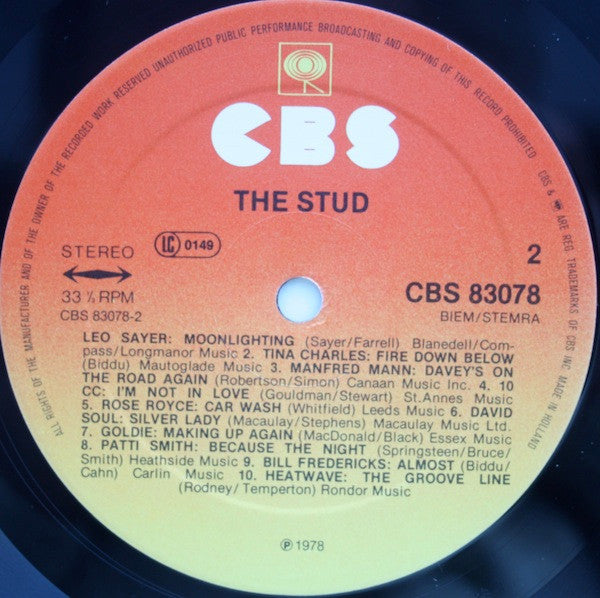 ALL RIGHTS OF THE MANUFACTURER AND OF THE OWNER OF THE RECORDED WORK RESERVED UNAUTHORIZED PUBLIC PERFORMANCE BROADCASTING AND COPYING OF THIS RECORD PROHIBITED CBS & ARE REG. TRADEMARKS OF CBS INC. MADE IN HOLLAND
CBS
THE STUD
STEREO LC 0149 2
33 ⅓ RPM CBS 83078
CBS 83078-2 BIEM/STEMRA
LEO SAYER: MOONLIGHTING (Sayer/Farrell) Blanedell/Com-
pass/Longmanor Music 2. TINA CHARLES: FIRE DOWN BELOW
(Biddu) Mautoglade Music 3. MANFRED MANN: DAVEY'S ON
THE ROAD AGAIN (Robertson/Simon) Canaan Music Inc. 4. 10
CC: I'M NOT IN LOVE (Gouldman/Stewart) St.Annes Music
5. ROSE ROYCE: CAR WASH (Whitfield) Leeds Music 6. DAVID
SOUL: SILVER LADY (Macaulay/Stephens) Macaulay Music Ltd.
7. GOLDIE: MAKING UP AGAIN (MacDonald/Black) Essex Music
8. PATTI SMITH: BECAUSE THE NIGHT (Springsteen/Bruce/
Smith) Heathside Music 9. BILL FREDERICKS: ALMOST (Biddu/
Cahn) Carlin Music 10. HEATWAVE: THE GROOVE LINE
(Rodney/ Temperton) Rondor Music
℗ 1978